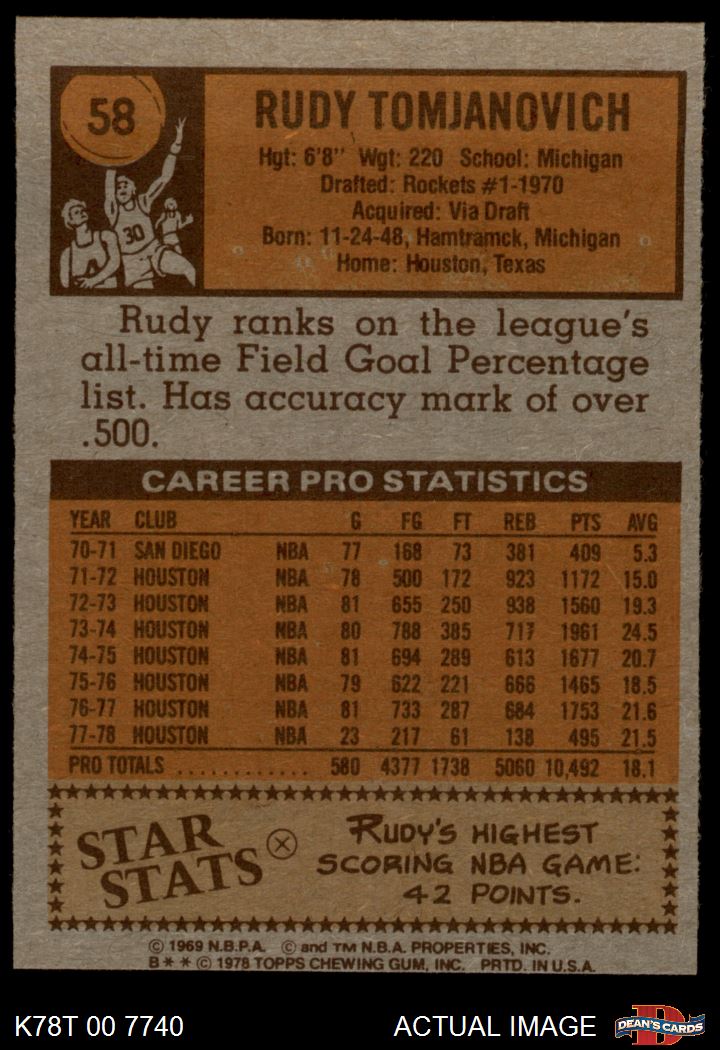 58
RUDY TOMJANOVICH
Hgt: 6'8" Wgt: 220 School: Michigan
Drafted: Rockets #1-1970
Acquired: Via Draft
Born: 11-24-48, Hamtramck, Michigan
Home: Houston, Texas
30
Rudy ranks on the league's
all-time Field Goal Percentage
list. Has accuracy mark of over
.500.
CAREER PRO STATISTICS
YEAR CLUB G FG FT REB PTS AVG
70-71 SAN DIEGO NBA 77 168 73 381 409 5.3
71-72 HOUSTON NBA 78 500 172 923 1172 15.0
72-73 HOUSTON NBA 81 655 250 938 1560 19.3
73-74 HOUSTON NBA 80 788 385 717 1961 24.5
74-75 HOUSTON NBA 81 694 289 613 1677 20.7
75-76 HOUSTON NBA 79 622 221 666 1465 18.5
76-77 HOUSTON NBA 81 733 287 684 1753 21.6
77-78 HOUSTON NBA 23 217 61 138 495 21.5
PRO TOTALS ............ 580 4377 1738 5060 10,492 18.1
STAR
STATS
RUDY'S HIGHEST
SCORING NBA GAME:
42 POINTS.
© 1969 N.B.P.A. © and TM N.B.A. PROPERTIES, INC.
B* * © 1978 TOPPS CHEWING GUM, INC. PRTD. IN U.S.A.
K78T 00 7740 ACTUAL IMAGE
DEAN'S CARDS